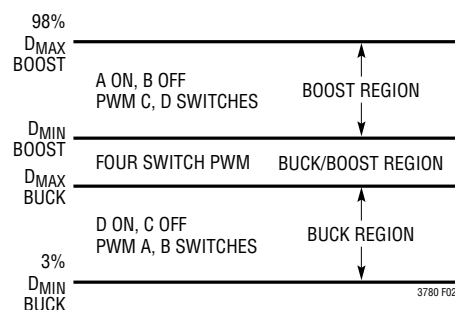 98%
DMAX
BOOST
A ON, B OFF
PWM C, D SWITCHES
BOOST REGION
DMIN
BOOST
FOUR SWITCH PWM
BUCK/BOOST REGION
DMAX
BUCK
D ON, C OFF
PWM A, B SWITCHES
BUCK REGION
3%
DMIN
BUCK
3780 F02